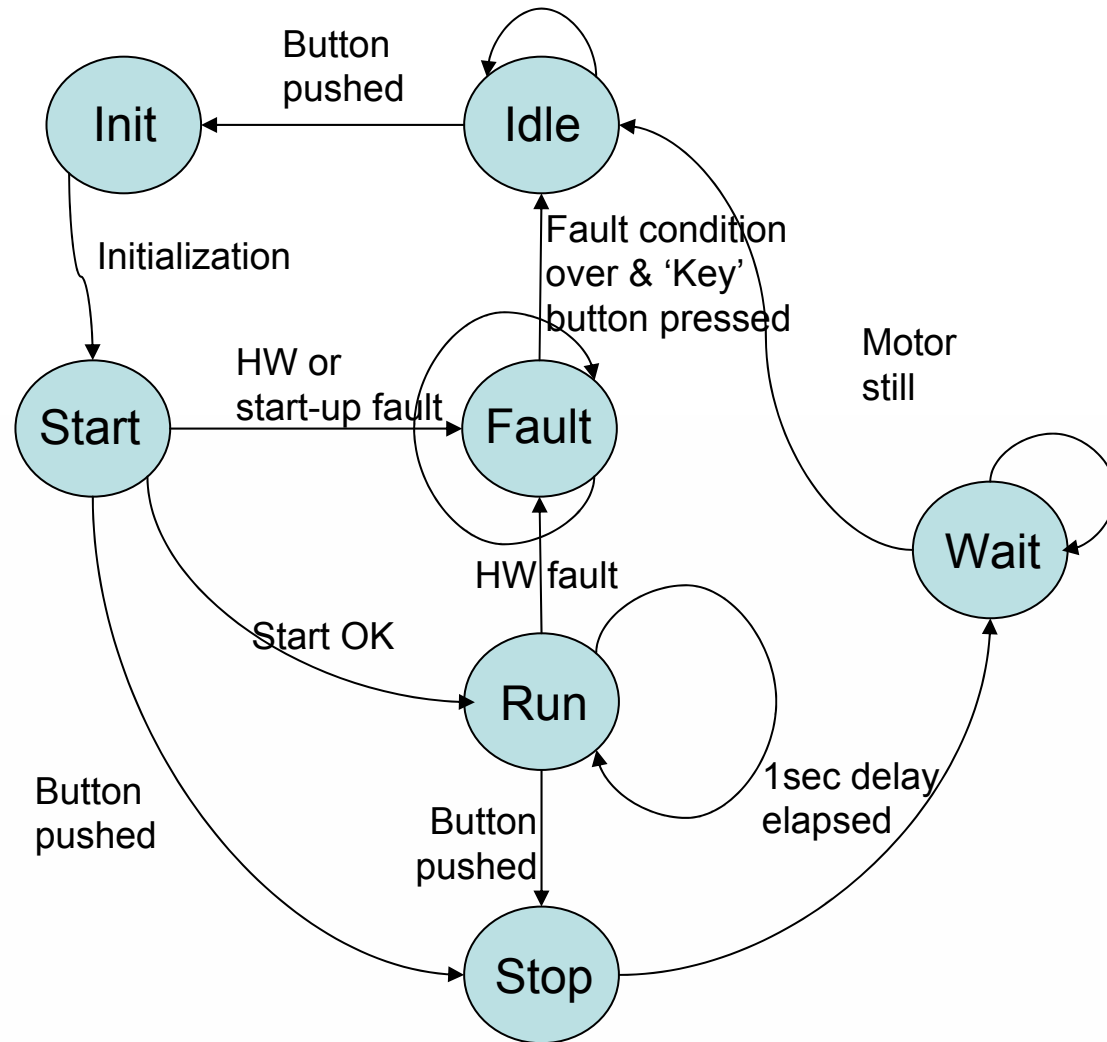 Button
pushed
Init
Idle
Initialization
Fault condition
over & ‘Key’
button pressed
Motor
still
HW or
start-up fault
Start
Fault
Wait
HW fault
Start OK
Run
1sec delay
elapsed
Button
pushed
Button
pushed
Stop